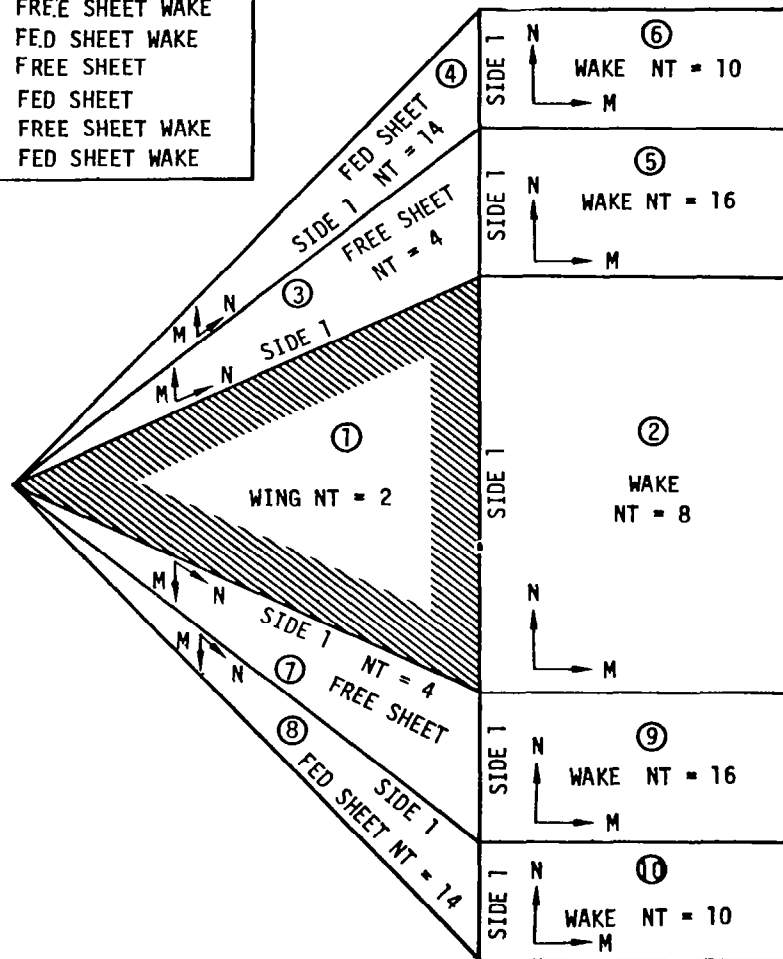 FREE SHEET WAKE
FED SHEET WAKE
FREE SHEET
FED SHEET
FREE SHEET WAKE
FED SHEET WAKE
SIDE 1
N
M
6
WAKE NT = 10
4
FED SHEET
NT = 14
SIDE 1
SIDE 1
N
M
5
WAKE NT = 16
FREE SHEET
NT = 4
3
SIDE 1
M
N
M
N
1
WING NT = 2
SIDE 1
2
WAKE
NT = 8
N
M
M
N
SIDE 1
NT = 4
FREE SHEET
7
M
N
8
SIDE 1
FED SHEET NT = 14
SIDE 1
N
M
9
WAKE NT = 16
SIDE 1
N
M
10
WAKE NT = 10